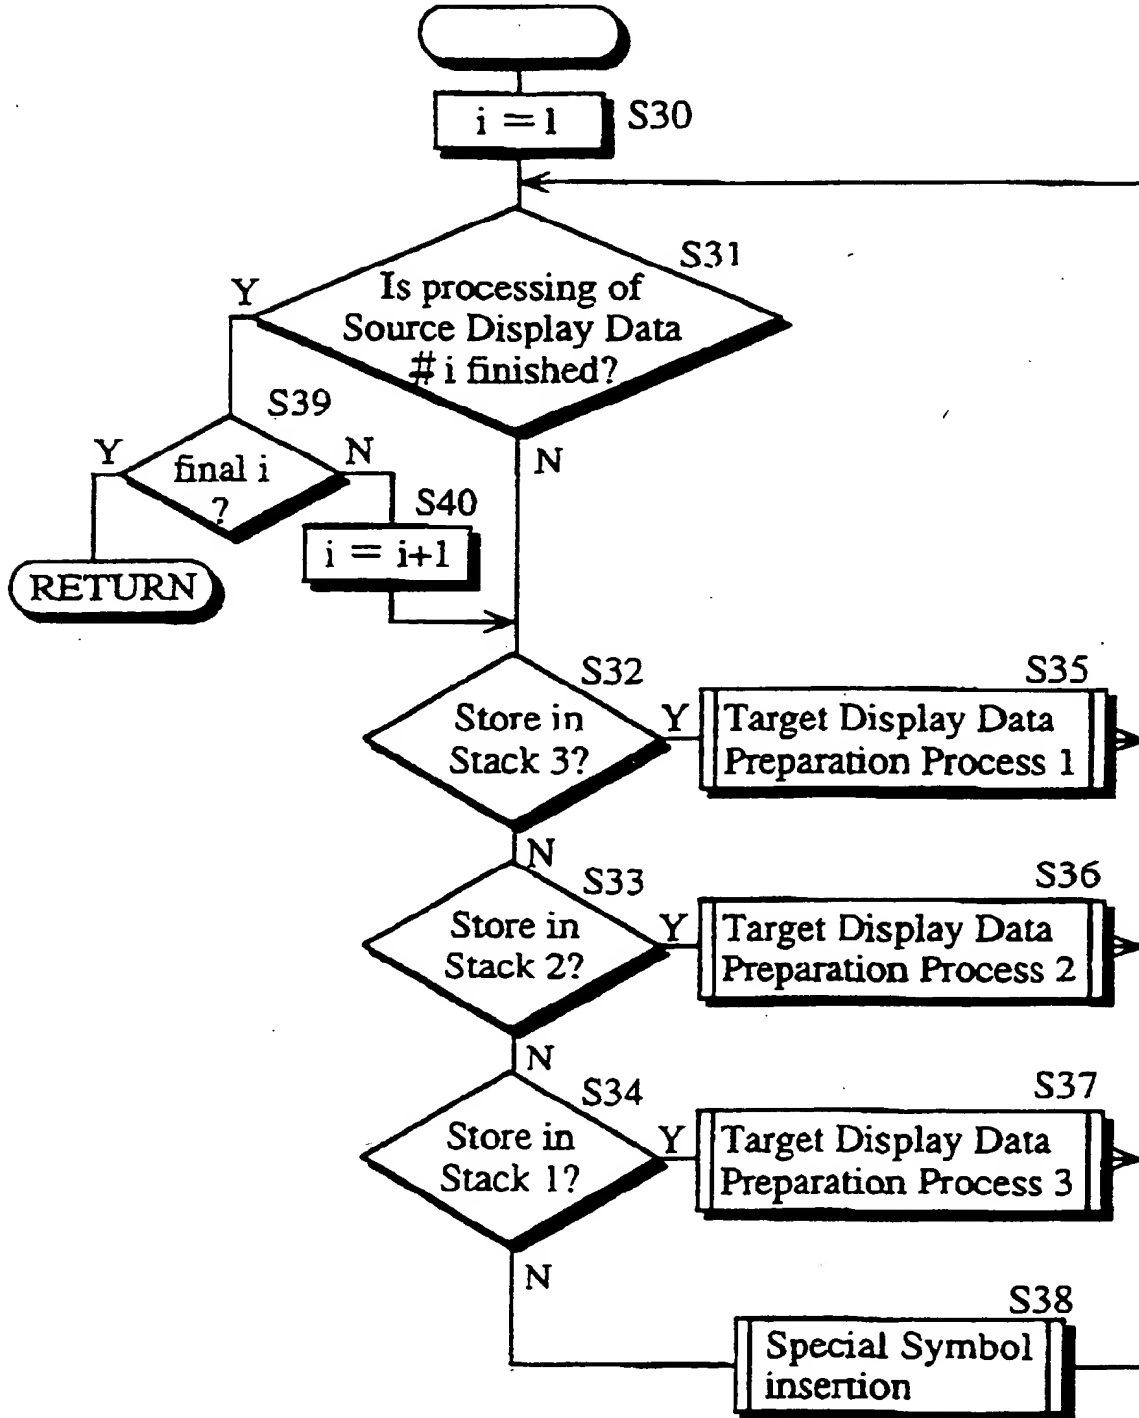 i = 1
S30
S31
Y
Is processing of
Source Display Data
# i finished?
S39
Y
N
final i
?
N
S40
i = i+1
RETURN
S32
Store in
Stack 3?
Y
S35
Target Display Data
Preparation Process 1
N
S33
Store in
Stack 2?
Y
S36
Target Display Data
Preparation Process 2
N
S34
Store in
Stack 1?
Y
S37
Target Display Data
Preparation Process 3
N
S38
Special Symbol
insertion